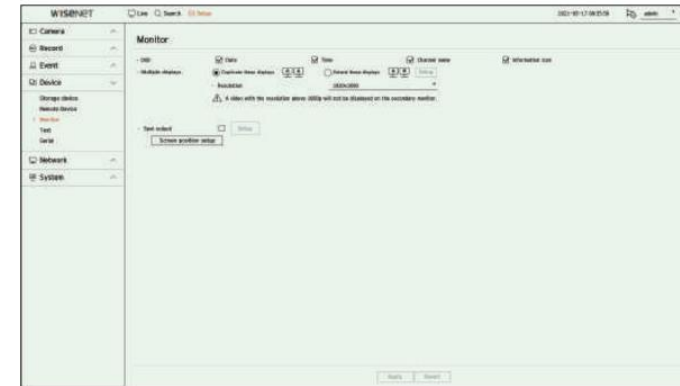 WISENET
Live Search Setup
admin
Camera
Record
Event
Device
Storage device
Remote Device
Monitor
Text
Serial
Network
System
Monitor
- OSD Date Time Channel name Information icon
- Multiple displays Duplicate these displays Extend these displays Setup
- Resolution
A video with the resolution above 1080p will not be displayed on the secondary monitor.
- Spot output Setup
Screen position setup
Apply Revert